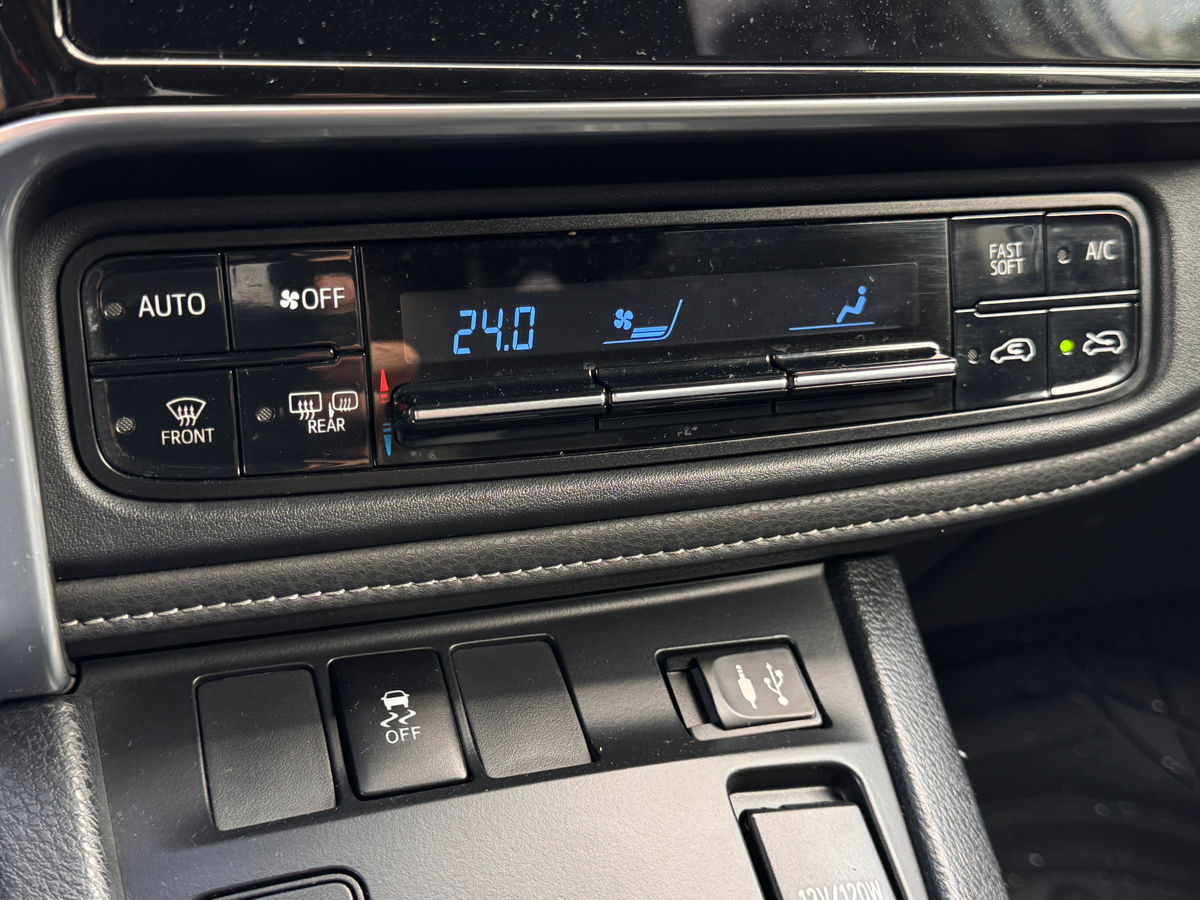 AUTO
OFF
24.0
FAST
SOFT
A/C
FRONT
REAR
OFF
12V/120W